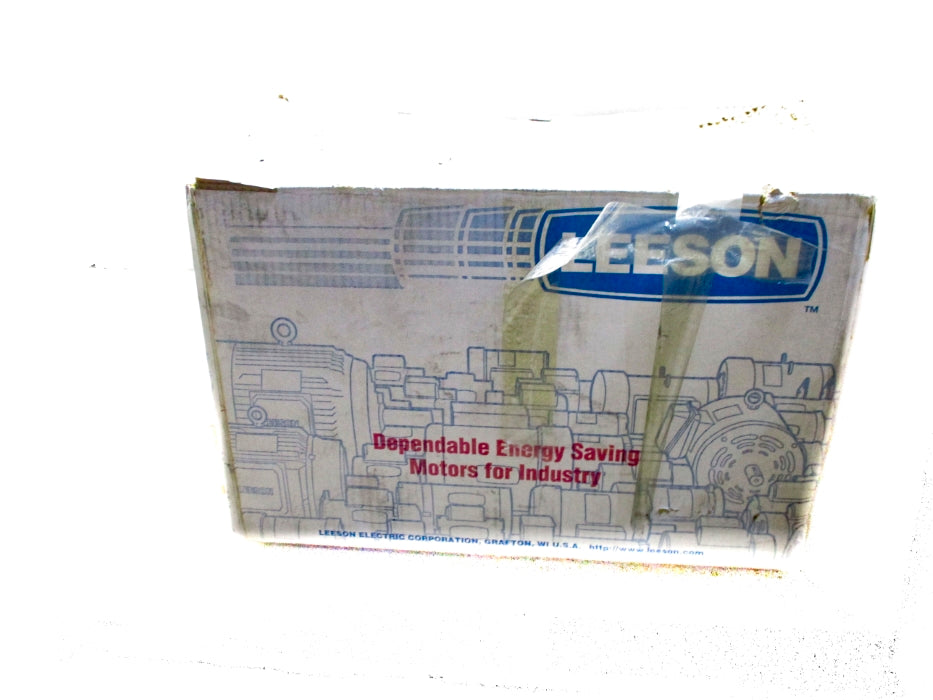 LEESON
TM
Dependable Energy Saving
Motors for Industry
LEESON ELECTRIC CORPORATION, GRAFTON, WI U.S.A. http://www.leeson.com